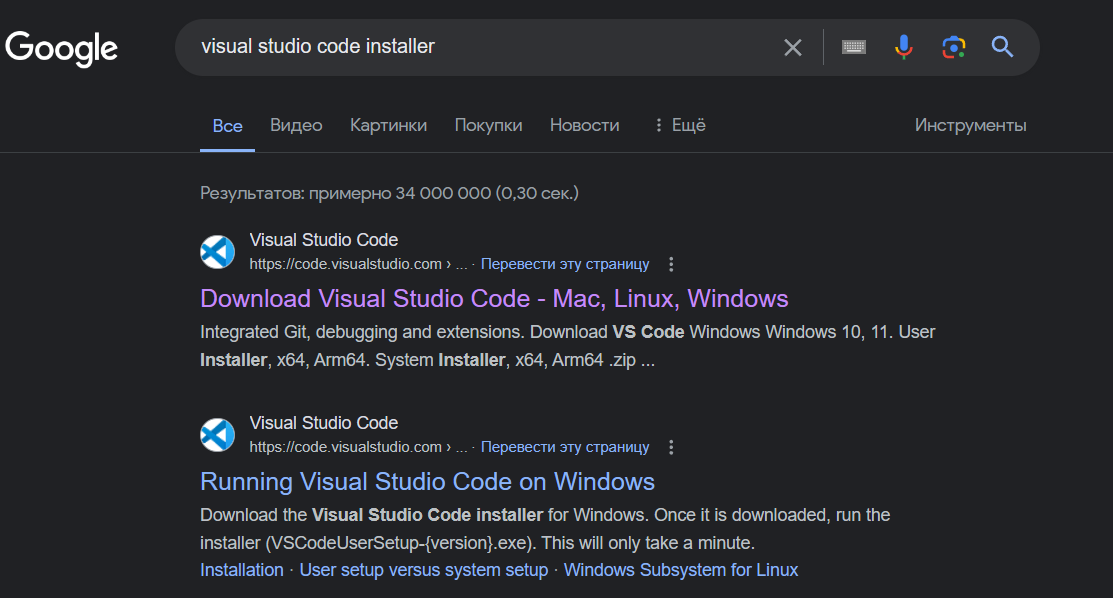 Google
visual studio code installer
Все Видео Картинки Покупки Новости Ещё Инструменты
Результатов: примерно 34 000 000 (0,30 сек.)
Visual Studio Code
https://code.visualstudio.com › ... · Перевести эту страницу
Download Visual Studio Code - Mac, Linux, Windows
Integrated Git, debugging and extensions. Download VS Code Windows Windows 10, 11. User
Installer, x64, Arm64. System Installer, x64, Arm64 .zip ...
Visual Studio Code
https://code.visualstudio.com › ... · Перевести эту страницу
Running Visual Studio Code on Windows
Download the Visual Studio Code installer for Windows. Once it is downloaded, run the
installer (VSCodeUserSetup-{version}.exe). This will only take a minute.
Installation · User setup versus system setup · Windows Subsystem for Linux